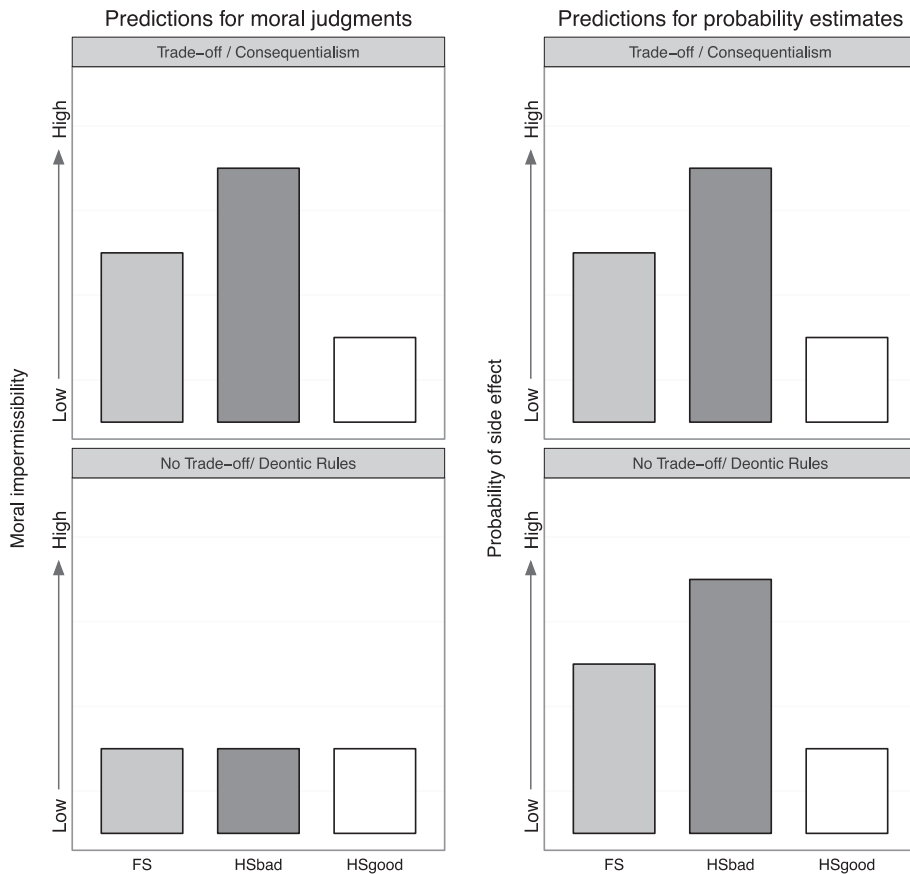 Predictions for moral judgments
Trade−off / Consequentialism
High
Low
Moral impermissibility
No Trade−off/ Deontic Rules
High
Low
FS HSbad HSgood
Predictions for probability estimates
Trade−off / Consequentialism
High
Low
Probability of side effect
No Trade−off/ Deontic Rules
High
Low
FS HSbad HSgood